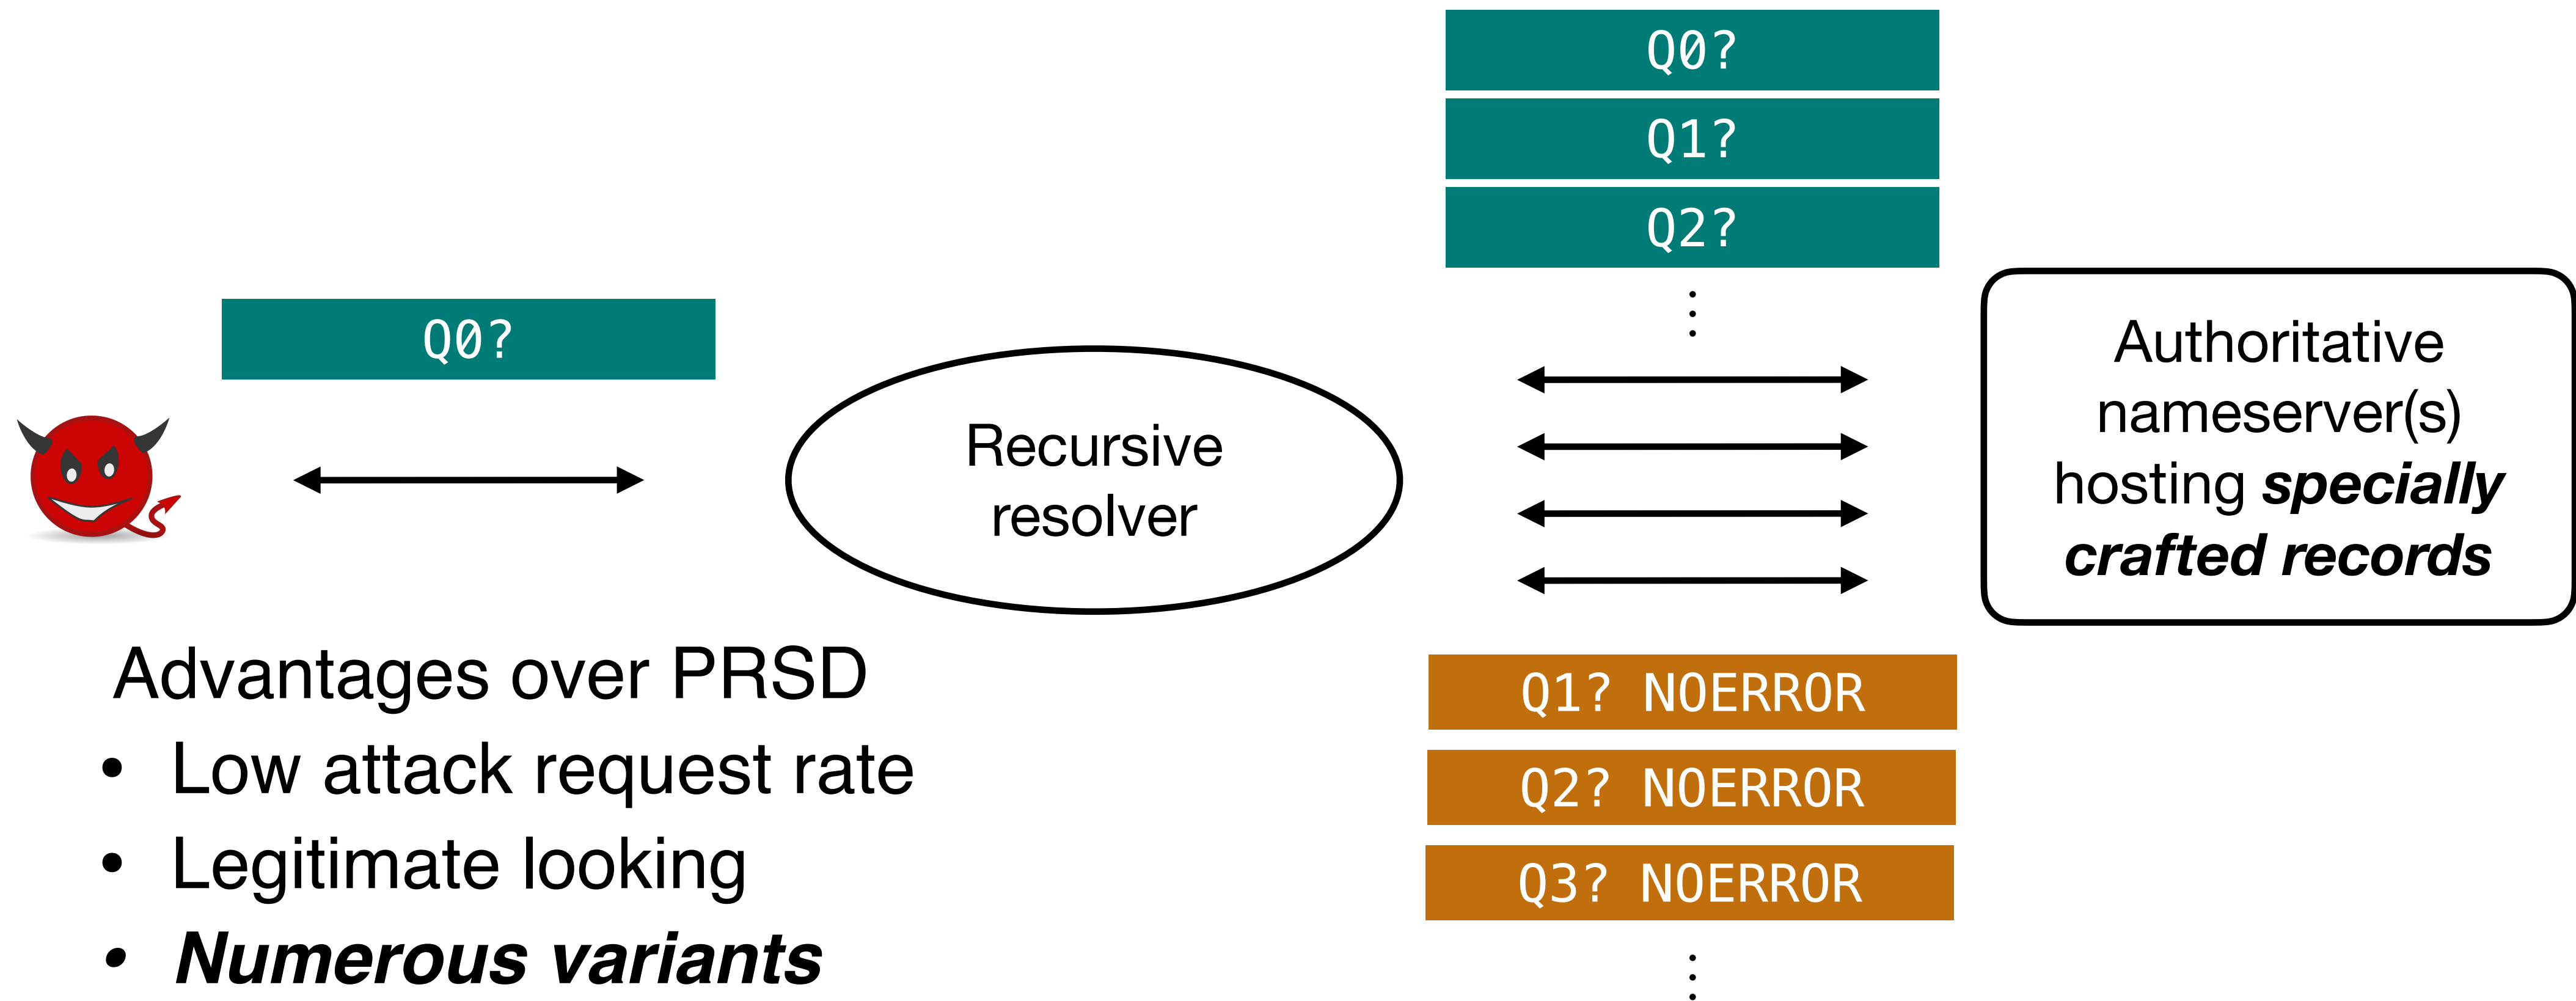 Q0?
Q1?
Q2?
⋮
Q0?
Recursive
resolver
Authoritative
nameserver(s)
hosting specially
crafted records
Q1? NOERROR
Q2? NOERROR
Q3? NOERROR
⋮
Advantages over PRSD
• Low attack request rate
• Legitimate looking
• Numerous variants